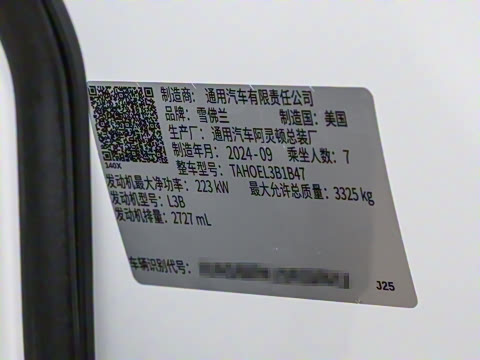 制造商：通用汽车有限责任公司
品牌：雪佛兰 制造国：美国
生产厂：通用汽车阿灵顿总装厂
制造年月：2024-09 乘坐人数：7
140X 整车型号：TAHOEL3B1B47
发动机最大净功率：223 kW 最大允许总质量：3325 kg
发动机型号：L3B
发动机排量：2727 mL
车辆识别代号：
J25